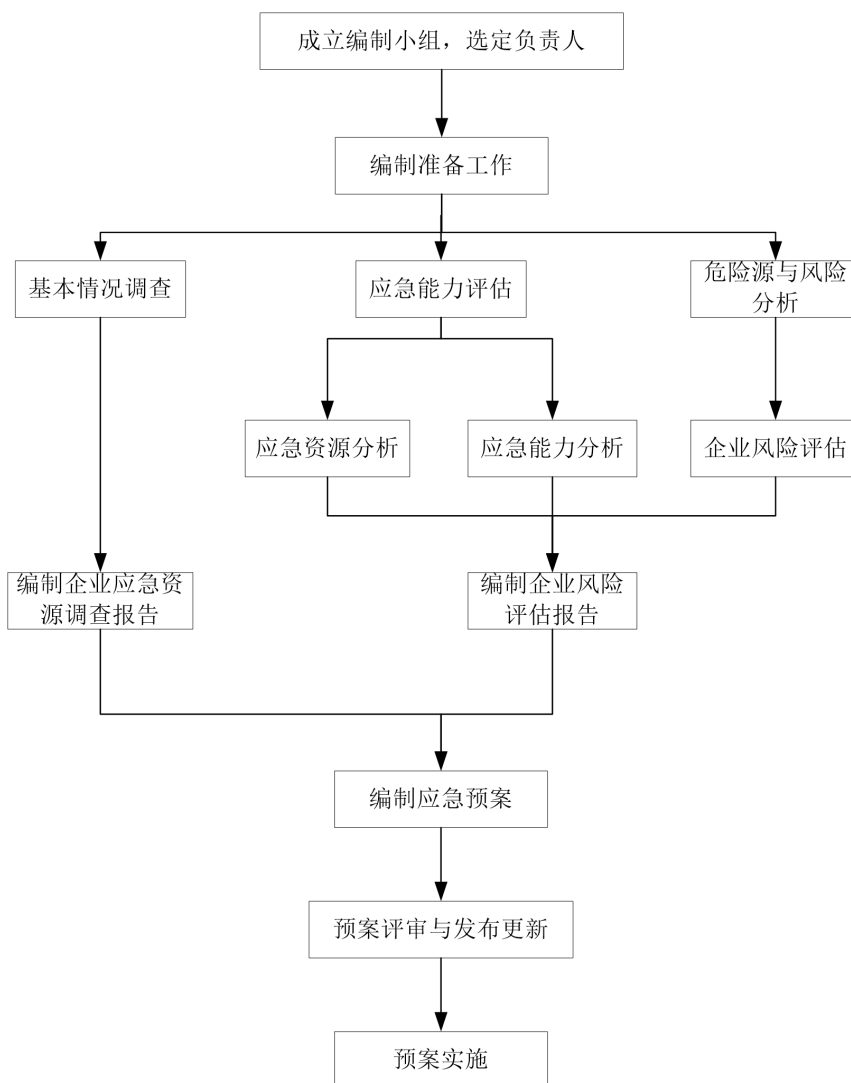 成立编制小组，选定负责人
编制准备工作
基本情况调查
应急能力评估
危险源与风险
分析
应急资源分析
应急能力分析
企业风险评估
编制企业应急资
源调查报告
编制企业风险
评估报告
编制应急预案
预案评审与发布更新
预案实施